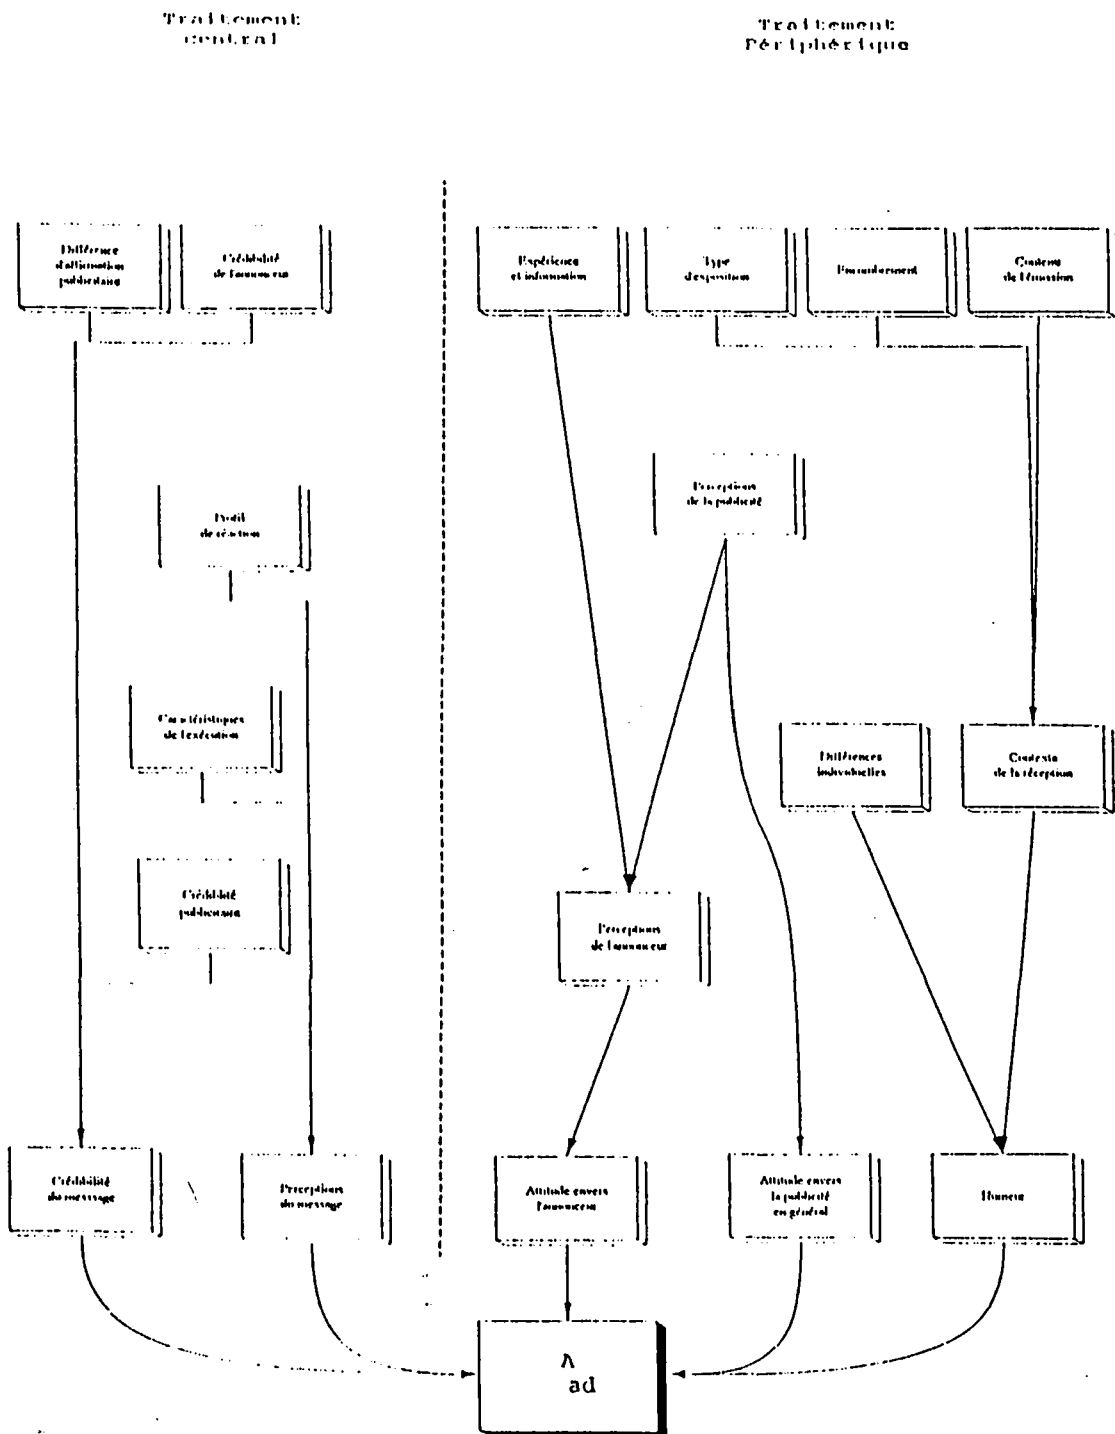 Traitement
central
Traitement
Périphérique
Différence
d'affirmation
publicitaire
Crédibilité
de l'annonceur
Expérience
et information
Type
d'exposition
Encombrement
Contenu
de l'émission
Perceptions
de la publicité
Profil
de réaction
Caractéristiques
de l'exécution
Différences
individuelles
Contexte
de la réception
Crédibilité
publicitaire
Perceptions
de l'annonceur
Crédibilité
du message
Perceptions
du message
Attitude envers
l'annonceur
Attitude envers
la publicité
en général
Humeur
A
ad